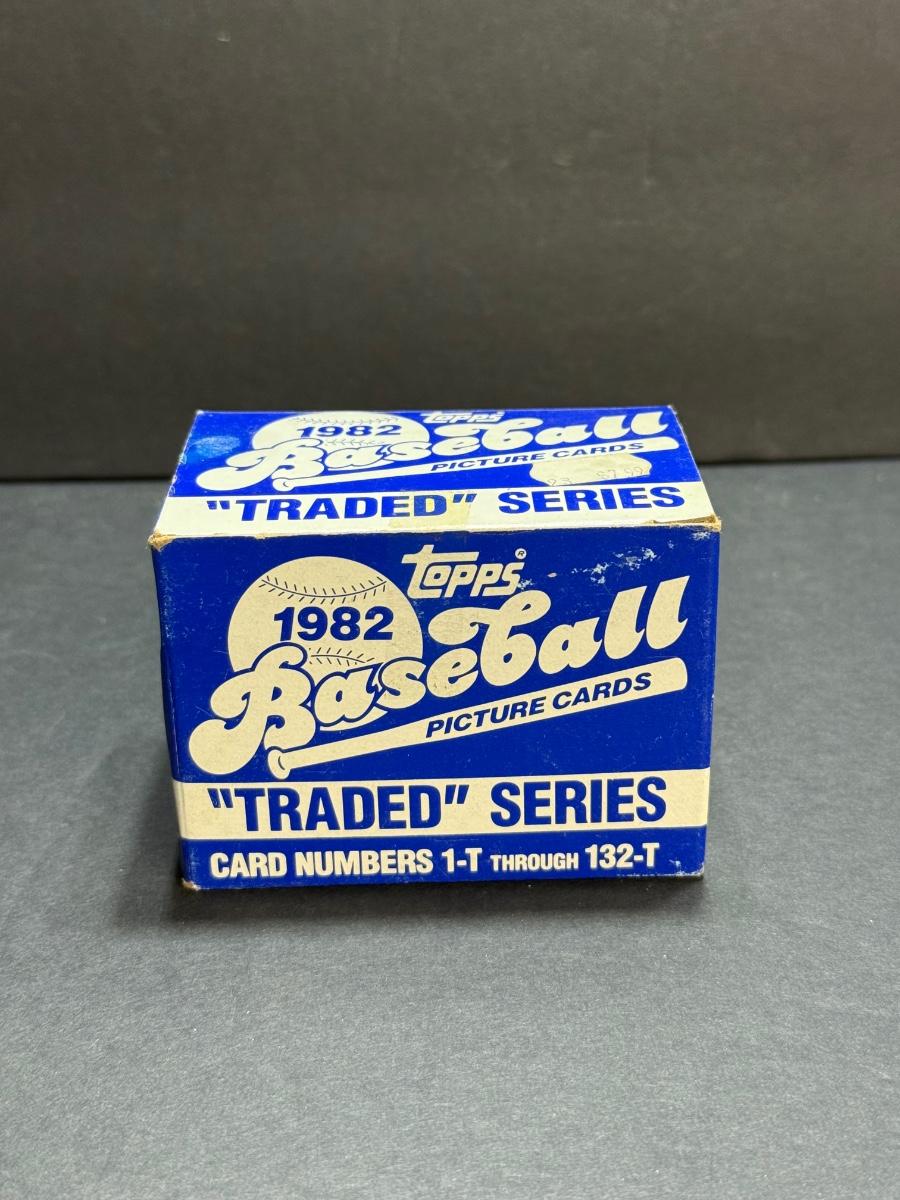 topps
1982
Baseball
PICTURE CARDS
"TRADED" SERIES
topps®
1982
Baseball
PICTURE CARDS
"TRADED" SERIES
CARD NUMBERS 1-T THROUGH 132-T